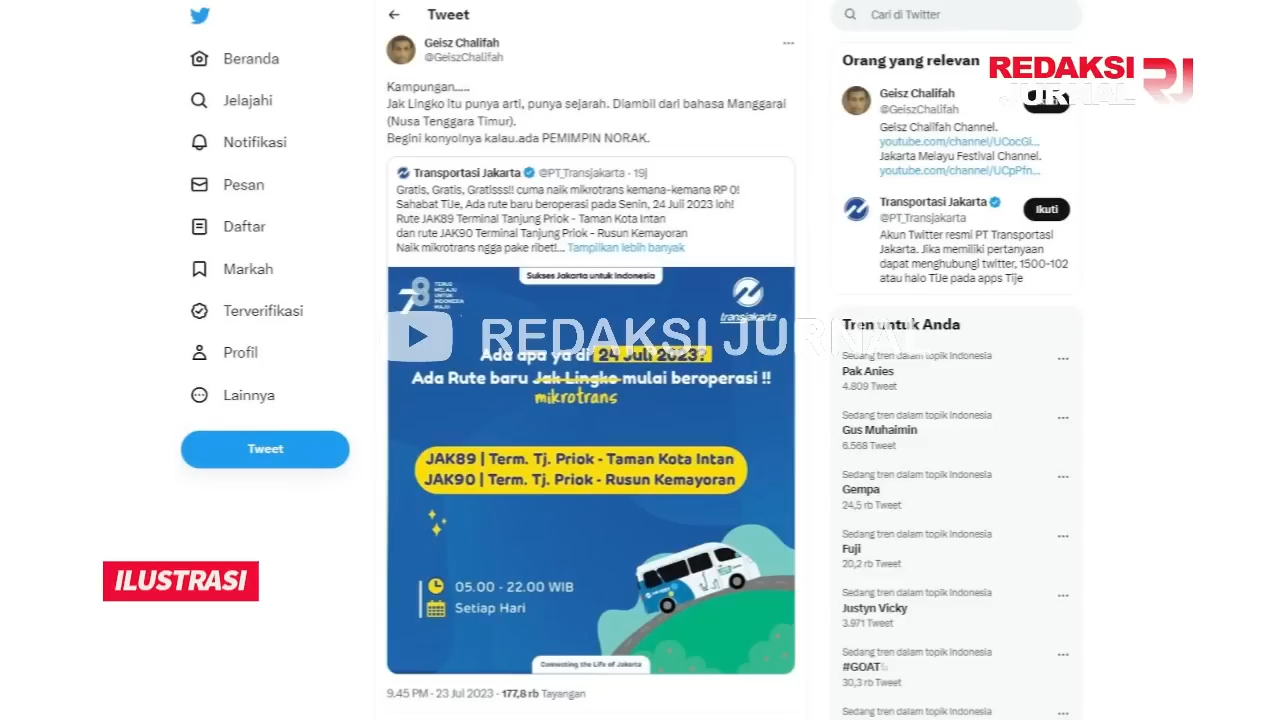 Tweet
Cari di Twitter
Beranda
Jelajahi
Notifikasi
Pesan
Daftar
Markah
Terverifikasi
Profil
Lainnya
Tweet
ILUSTRASI
Geisz Chalifah
@GeiszChalifah
Kampungan.....
Jak Lingko itu punya arti, punya sejarah. Diambil dari bahasa Manggarai
(Nusa Tenggara Timur).
Begini konyolnya kalau.ada PEMIMPIN NORAK.
Transportasi Jakarta @PT_Transjakarta · 19j
Gratis, Gratis, Gratisss!! cuma naik mikrotrans kemana-kemana RP 0!
Sahabat TiJe, Ada rute baru beroperasi pada Senin, 24 Juli 2023 loh!
Rute JAK89 Terminal Tanjung Priok - Taman Kota Intan
dan rute JAK90 Terminal Tanjung Priok - Rusun Kemayoran
Naik mikrotrans ngga pake ribet!... Tampilkan lebih banyak
Sukses Jakarta untuk Indonesia
78
TERUS
MELAJU
UNTUK
INDONESIA
MAJU
transjakarta
REDAKSI JURNAL
Ada apa ya di 24 Juli 2023?
Ada Rute baru Jak Lingko mulai beroperasi !!
mikrotrans
JAK89 | Term. Tj. Priok - Taman Kota Intan
JAK90 | Term. Tj. Priok - Rusun Kemayoran
05.00 - 22.00 WIB
Setiap Hari
Connecting the Life of Jakarta
9.45 PM · 23 Jul 2023 · 177,8 rb Tayangan
Orang yang relevan
REDAKSI
JURNAL
RJ
Geisz Chalifah
@GeiszChalifah
Geisz Chalifah Channel.
youtube.com/channel/UCocGi...
Jakarta Melayu Festival Channel.
youtube.com/channel/UCpPfn...
Transportasi Jakarta
@PT_Transjakarta
Ikuti
Akun Twitter resmi PT Transportasi
Jakarta. Jika memiliki pertanyaan
dapat menghubungi twitter, 1500-102
atau halo TiJe pada apps Tije
Tren untuk Anda
Sedang tren dalam topik Indonesia
Pak Anies
4.809 Tweet
Sedang tren dalam topik Indonesia
Gus Muhaimin
6.568 Tweet
Sedang tren dalam topik Indonesia
Gempa
24,5 rb Tweet
Sedang tren dalam topik Indonesia
Fuji
20,2 rb Tweet
Sedang tren dalam topik Indonesia
Justyn Vicky
3.971 Tweet
Sedang tren dalam topik Indonesia
#GOAT
30,3 rb Tweet
Sedang tren dalam topik Indonesia